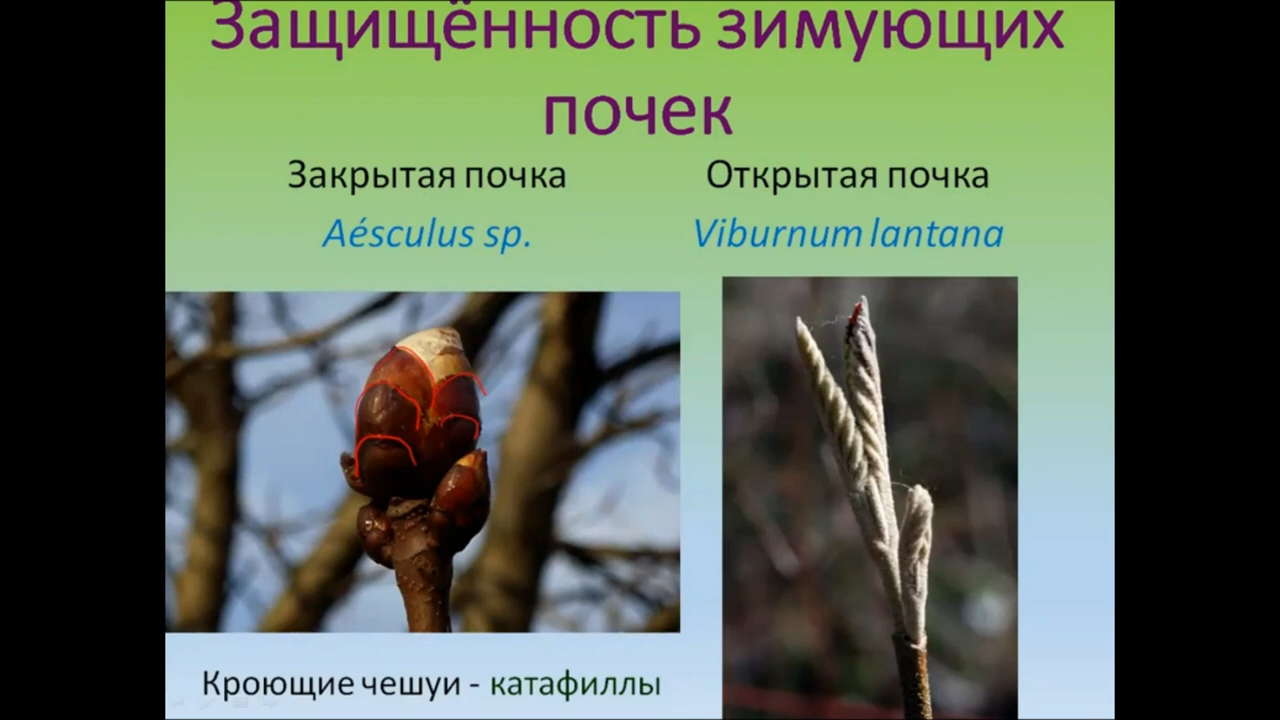 Защищённость зимующих
почек
Закрытая почка
Aésculus sp.
Открытая почка
Viburnum lantana
Кроющие чешуи - катафиллы